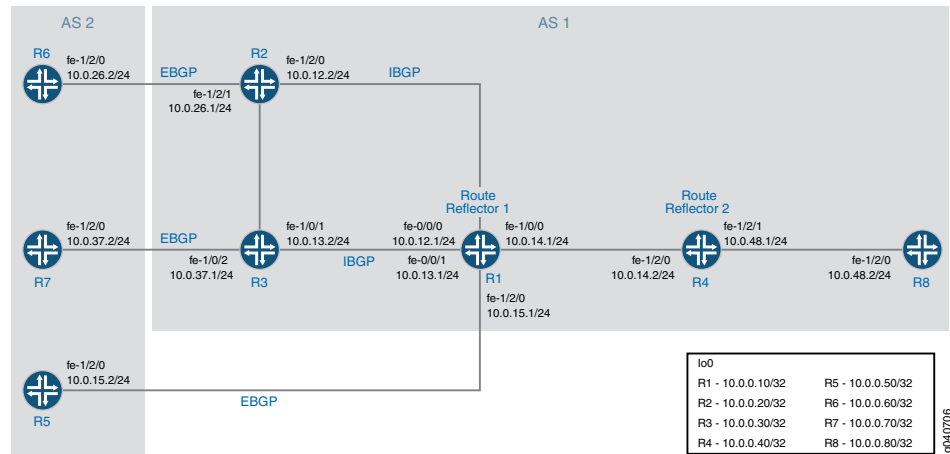 AS 2
AS 1
R6
fe-1/2/0
10.0.26.2/24
EBGP
R2
fe-1/2/0
10.0.12.2/24
IBGP
fe-1/2/1
10.0.26.1/24
R7
fe-1/2/0
10.0.37.2/24
EBGP
fe-1/0/2
10.0.37.1/24
R3
fe-1/0/1
10.0.13.2/24
IBGP
Route
Reflector 1
fe-0/0/0
10.0.12.1/24
fe-0/0/1
10.0.13.1/24
R1
fe-1/0/0
10.0.14.1/24
fe-1/2/0
10.0.15.1/24
Route
Reflector 2
fe-1/2/0
10.0.14.2/24
R4
fe-1/2/1
10.0.48.1/24
fe-1/2/0
10.0.48.2/24
R8
fe-1/2/0
10.0.15.2/24
R5
EBGP
lo0
R1 - 10.0.0.10/32 R5 - 10.0.0.50/32
R2 - 10.0.0.20/32 R6 - 10.0.0.60/32
R3 - 10.0.0.30/32 R7 - 10.0.0.70/32
R4 - 10.0.0.40/32 R8 - 10.0.0.80/32
g040706